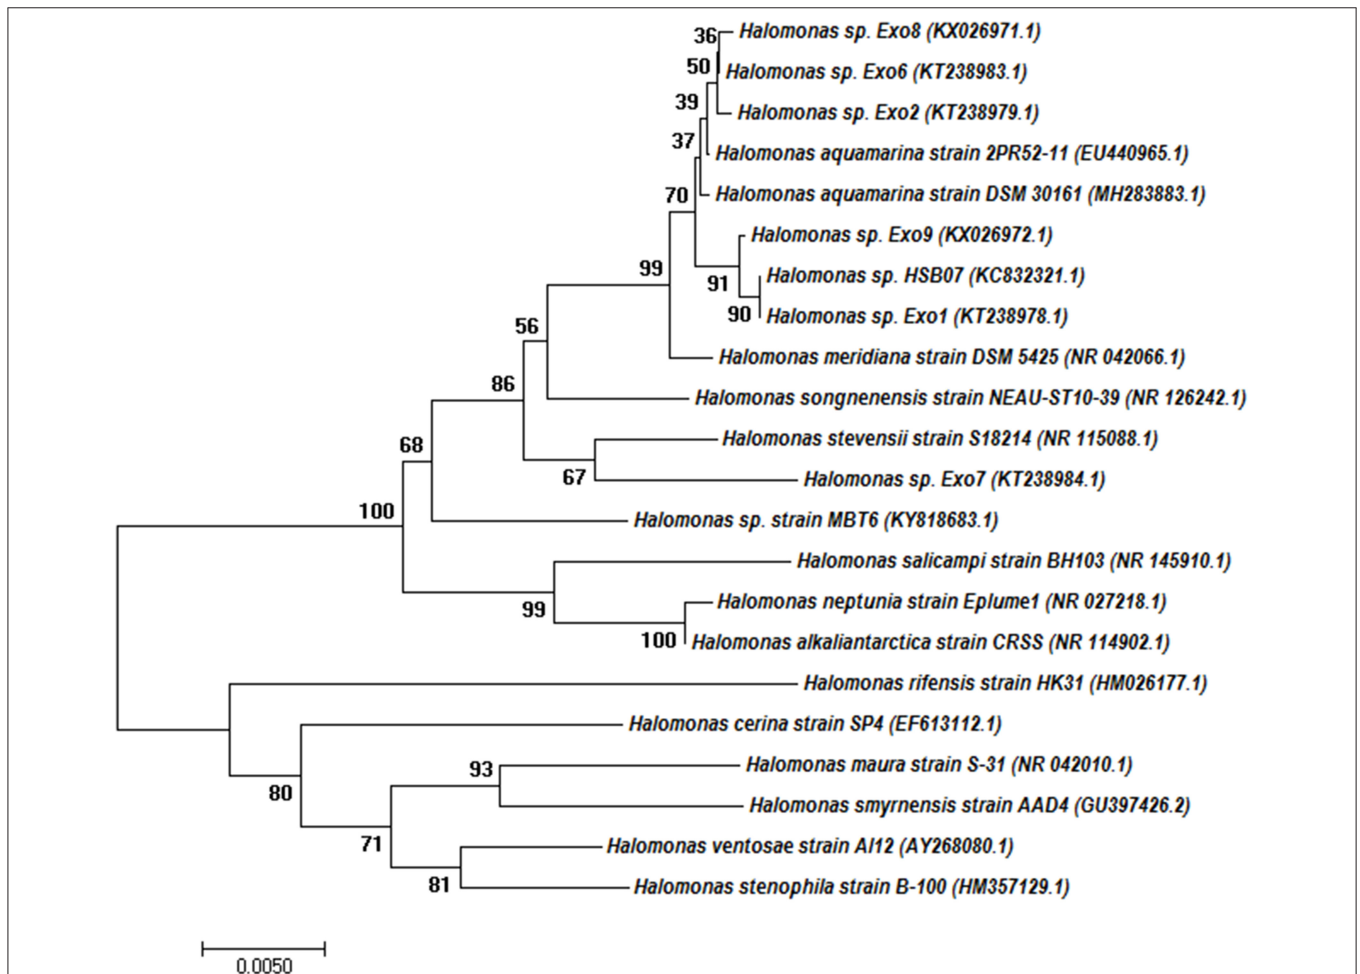 36
Halomonas sp. Exo8 (KX026971.1)
50
Halomonas sp. Exo6 (KT238983.1)
39
Halomonas sp. Exo2 (KT238979.1)
37
Halomonas aquamarina strain 2PR52-11 (EU440965.1)
70
Halomonas aquamarina strain DSM 30161 (MH283883.1)
Halomonas sp. Exo9 (KX026972.1)
99
91
Halomonas sp. HSB07 (KC832321.1)
90
Halomonas sp. Exo1 (KT238978.1)
56
Halomonas meridiana strain DSM 5425 (NR 042066.1)
86
Halomonas songnenensis strain NEAU-ST10-39 (NR 126242.1)
68
Halomonas stevensii strain S18214 (NR 115088.1)
67
Halomonas sp. Exo7 (KT238984.1)
100
Halomonas sp. strain MBT6 (KY818683.1)
Halomonas salicampi strain BH103 (NR 145910.1)
99
Halomonas neptunia strain Eplume1 (NR 027218.1)
100
Halomonas alkaliantarctica strain CRSS (NR 114902.1)
Halomonas rifensis strain HK31 (HM026177.1)
Halomonas cerina strain SP4 (EF613112.1)
93
Halomonas maura strain S-31 (NR 042010.1)
80
Halomonas smyrnensis strain AAD4 (GU397426.2)
71
Halomonas ventosae strain Al12 (AY268080.1)
81
Halomonas stenophila strain B-100 (HM357129.1)
0.0050